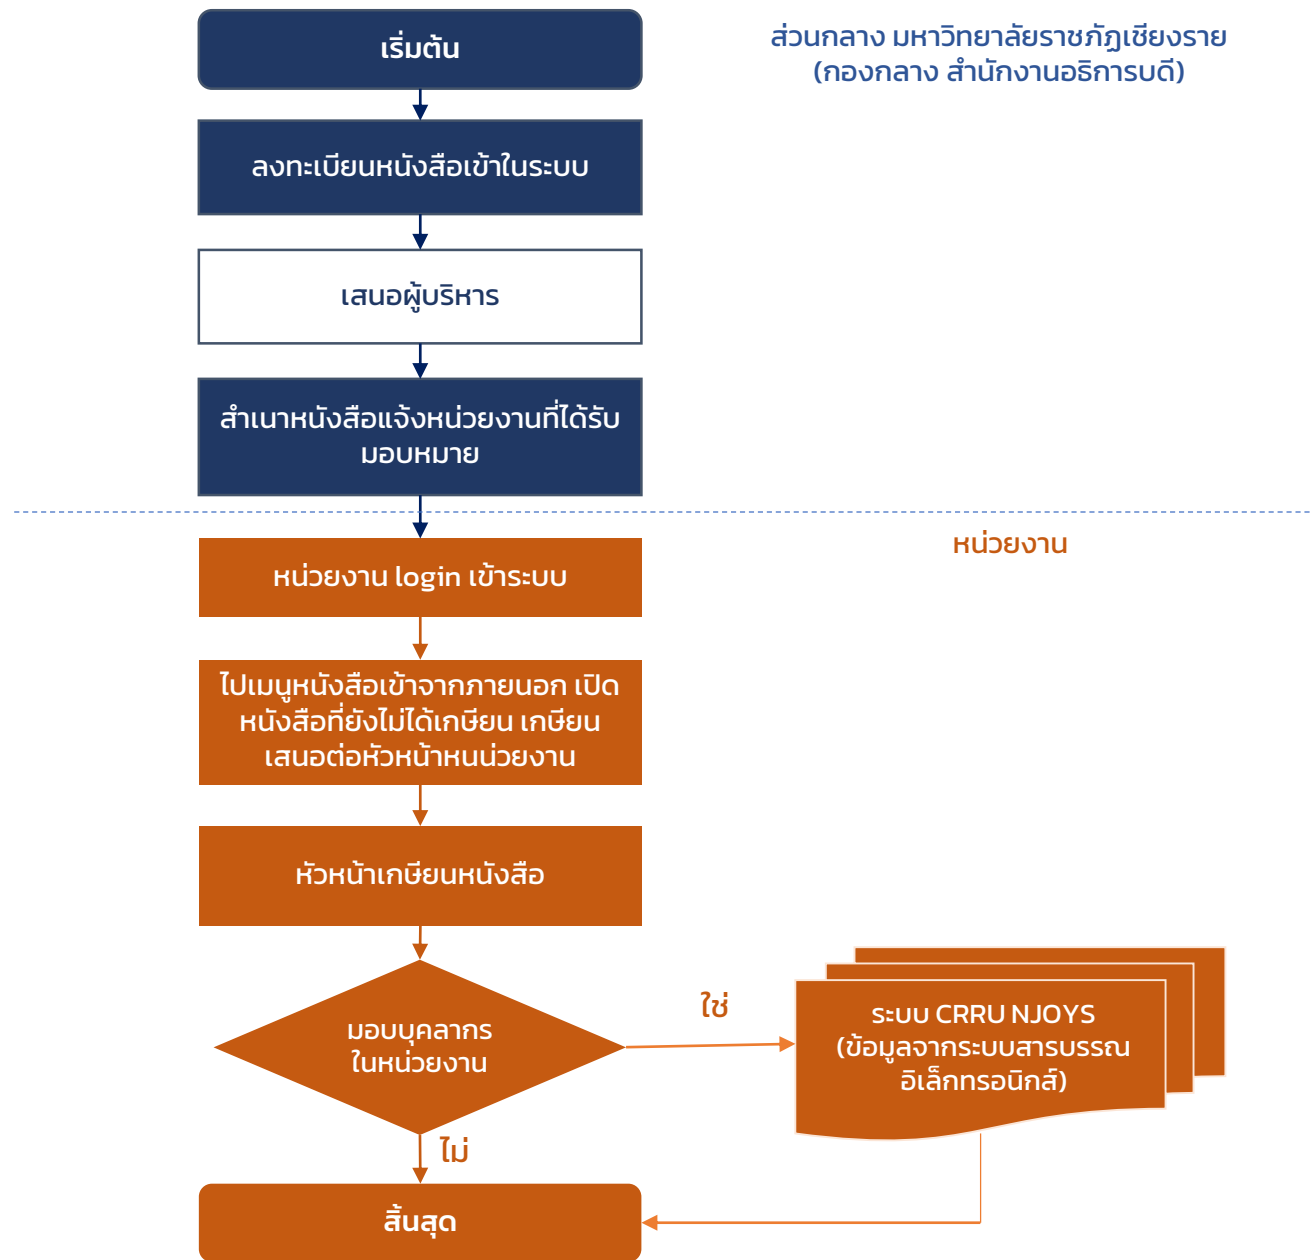 เริ่มต้น
ส่วนกลาง มหาวิทยาลัยราชภัฏเชียงราย
(กองกลาง สำนักงานอธิการบดี)
ลงทะเบียนหนังสือเข้าในระบบ
เสนอผู้บริหาร
สำเนาหนังสือแจ้งหน่วยงานที่ได้รับ
มอบหมาย
หน่วยงาน
หน่วยงาน login เข้าระบบ
ไปเมนูหนังสือเข้าจากภายนอก เปิด
หนังสือที่ยังไม่ได้เกษียน เกษียน
เสนอต่อหัวหน้าหนน่วยงาน
หัวหน้าเกษียนหนังสือ
มอบบุคลากร
ในหน่วยงาน
ใช่
ระบบ CRRU NJOYS
(ข้อมูลจากระบบสารบรรณ
อิเล็กทรอนิกส์)
ไม่
สิ้นสุด